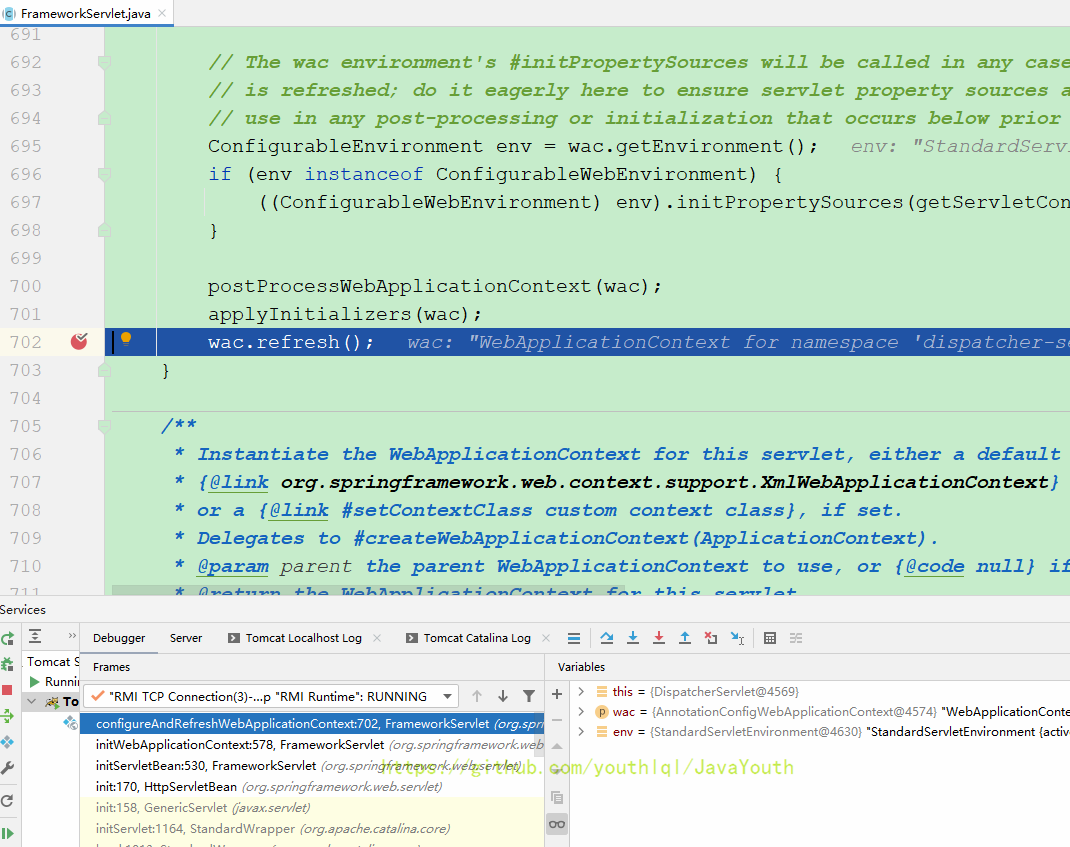 FrameworkServlet.java
691
692 // The wac environment's #initPropertySources will be called in any case
693 // is refreshed; do it eagerly here to ensure servlet property sources a
694 // use in any post-processing or initialization that occurs below prior
695 ConfigurableEnvironment env = wac.getEnvironment(); env: "StandardServ
696 if (env instanceof ConfigurableWebEnvironment) {
697 ((ConfigurableWebEnvironment) env).initPropertySources(getServletCon
698 }
699
700 postProcessWebApplicationContext(wac);
701 applyInitializers(wac);
702 wac.refresh(); wac: "WebApplicationContext for namespace 'dispatcher-se
703 }
704
705 /**
706 * Instantiate the WebApplicationContext for this servlet, either a default
707 * {@link org.springframework.web.context.support.XmlWebApplicationContext}
708 * or a {@link #setContextClass custom context class}, if set.
709 * Delegates to #createWebApplicationContext(ApplicationContext).
710 * @param parent the parent WebApplicationContext to use, or {@code null} if
711 * @return the WebApplicationContext for this servlet
Services
Debugger Server Tomcat Localhost Log Tomcat Catalina Log
Tomcat S
Runni
To
Frames
"RMI TCP Connection(3)-...p "RMI Runtime": RUNNING
configureAndRefreshWebApplicationContext:702, FrameworkServlet (org.spri
initWebApplicationContext:578, FrameworkServlet (org.springframework.web
initServletBean:530, FrameworkServlet (org.springframework.web.servlet)
init:170, HttpServletBean (org.springframework.web.servlet)
init:158, GenericServlet (javax.servlet)
initServlet:1164, StandardWrapper (org.apache.catalina.core)
Variables
this = {DispatcherServlet@4569}
wac = {AnnotationConfigWebApplicationContext@4574} "WebApplicationConte
env = {StandardServletEnvironment@4630} "StandardServletEnvironment {activ
https://github.com/youthlql/JavaYouth